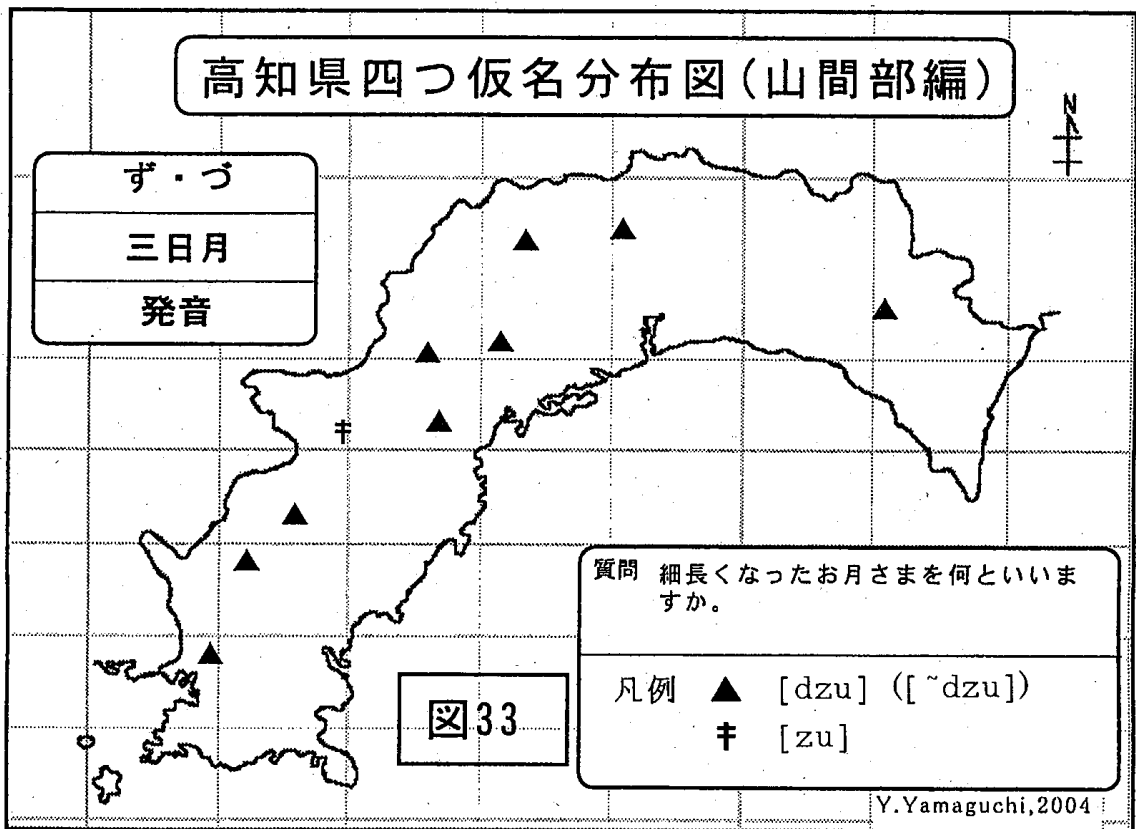 高知県四つ仮名分布図(山間部編)
N
ず・づ
三日月
発音
質問 細長くなったお月さまを何といいま
すか。
図33
凡例 ▲ [dzu] ([~dzu])
[zu]
Y.Yamaguchi,2004